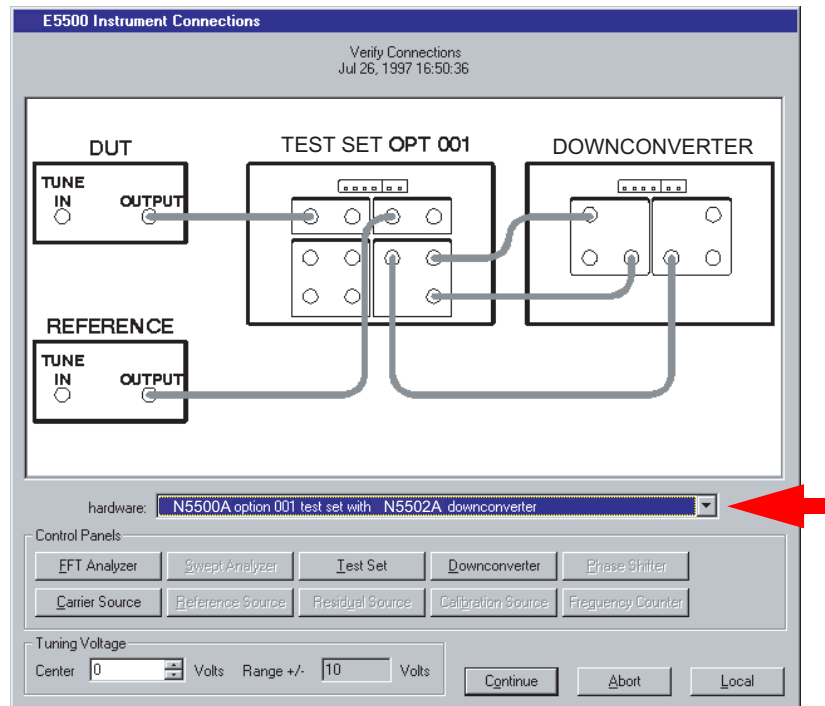 E5500 Instrument Connections
Verify Connections
Jul 26, 1997 16:50:36
DUT
TEST SET OPT 001
DOWNCONVERTER
TUNE
IN
OUTPUT
REFERENCE
TUNE
IN
OUTPUT
hardware: N5500A option 001 test set with N5502A downconverter
Control Panels
FFT Analyzer Swept Analyzer Test Set Downconverter Phase Shifter
Carrier Source Reference Source Residual Source Calibration Source Frequency Counter
Tuning Voltage
Center 0 Volts Range +/- 10 Volts
Continue Abort Local